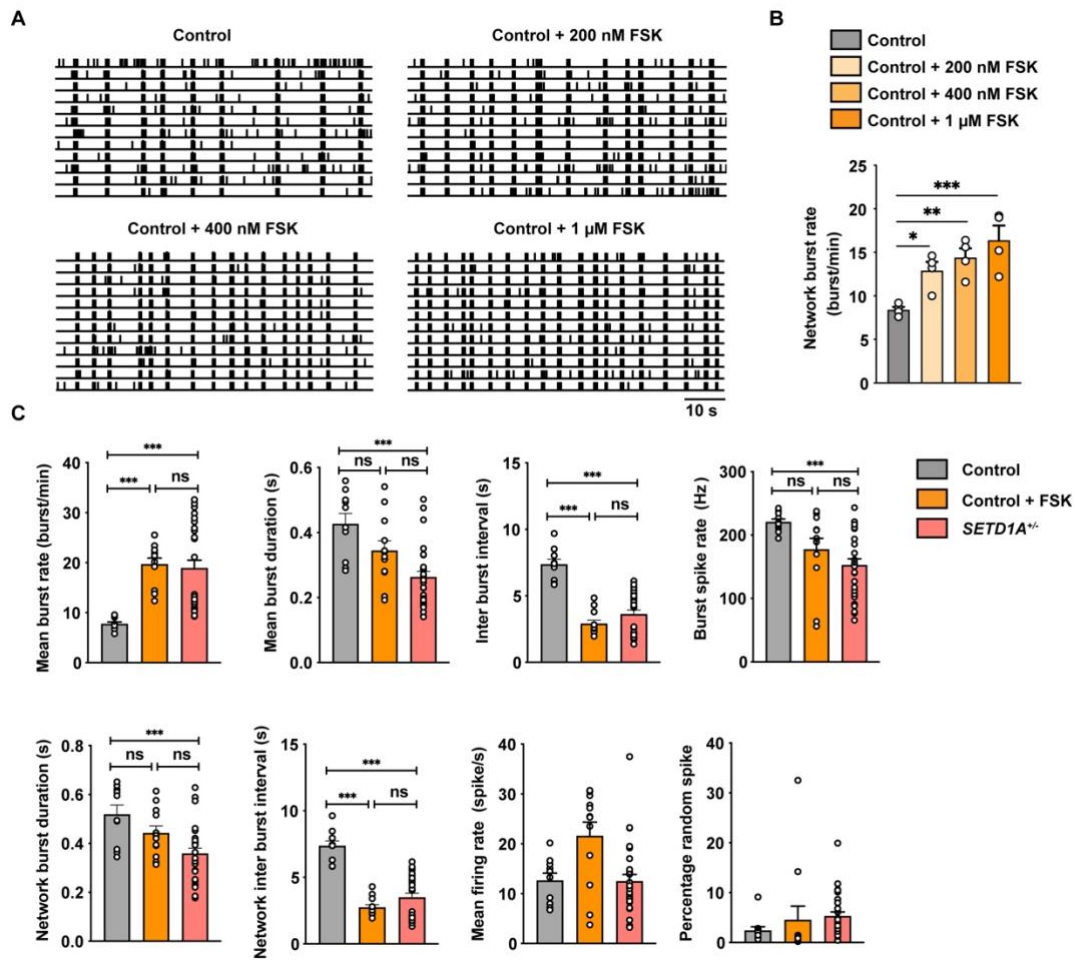 A
Control
Control + 200 nM FSK
Control + 400 nM FSK
Control + 1 µM FSK
10 s
B
Control
Control + 200 nM FSK
Control + 400 nM FSK
Control + 1 µM FSK
Network burst rate
(burst/min)
25
20
15
10
5
0
*
**
***
C
Mean burst rate (burst/min)
40
30
20
10
0
***
***
ns
Mean burst duration (s)
0.6
0.4
0.2
0.0
***
ns
ns
Inter burst interval (s)
15
10
5
0
***
***
ns
Burst spike rate (Hz)
300
200
100
0
***
ns
ns
Control
Control + FSK
SETD1A+/-
Network burst duration (s)
0.8
0.6
0.4
0.2
0.0
***
ns
ns
Network inter burst interval (s)
15
10
5
0
***
***
ns
Mean firing rate (spike/s)
40
30
20
10
0
Percentage random spike
40
30
20
10
0